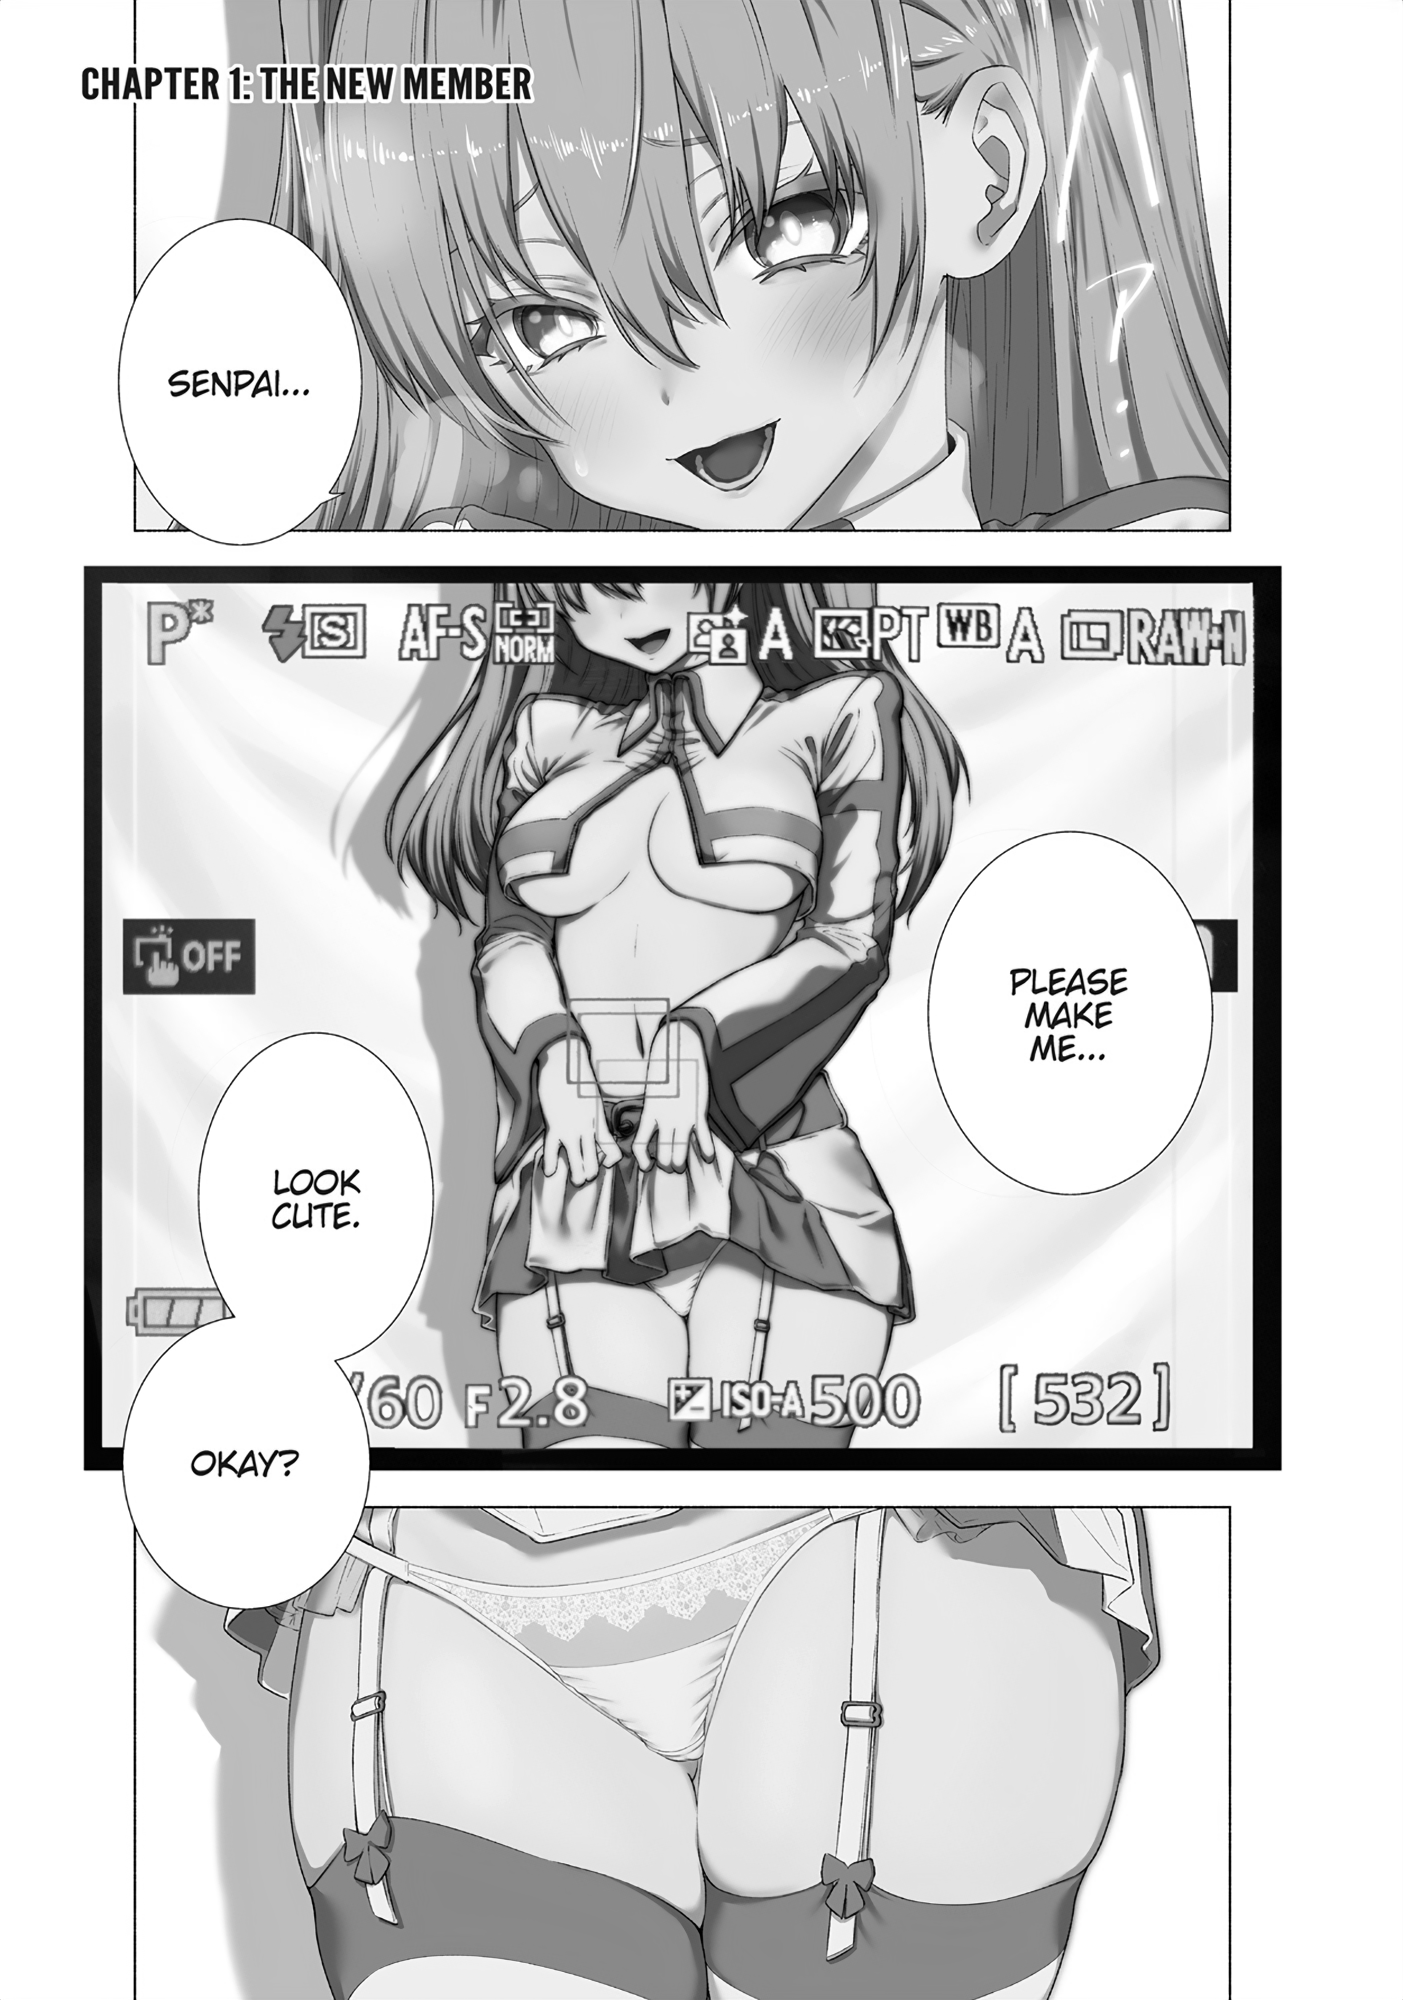 CHAPTER 1: THE NEW MEMBER
SENPAI...
P* S AF-S NORM A PT WB A L RAW+N
OFF
PLEASE
MAKE
ME...
LOOK
CUTE.
60 F2.8 ISO-A 500 [532]
OKAY?